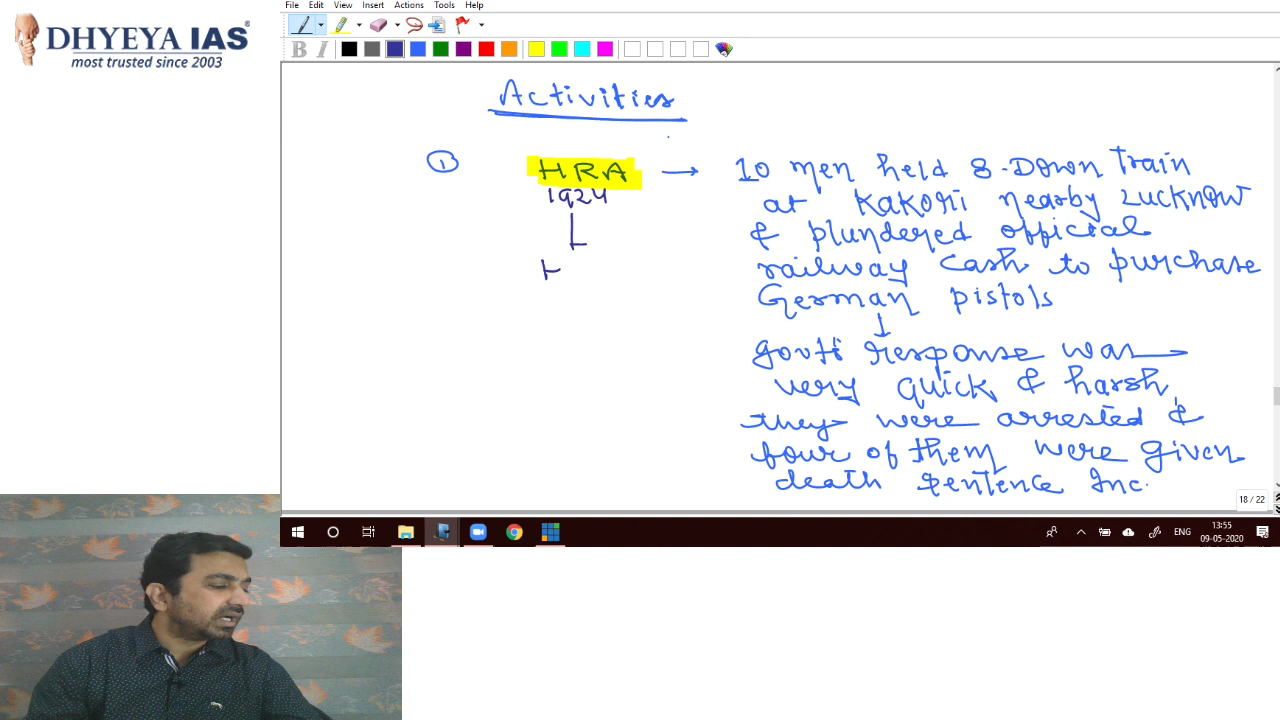 DHYEYA IAS
most trusted since 2003
File Edit View Insert Actions Tools Help
B I
Activities
① HRA → 10 men held 8-Down Train
1924
at Kakori nearby Lucknow
& plundered official
railway cash to purchase
German pistols
↓
govt's response was
very quick & harsh,
they were arrested &
four of them were given
death sentence Inc.
18 / 22
ENG
13:55
09-05-2020